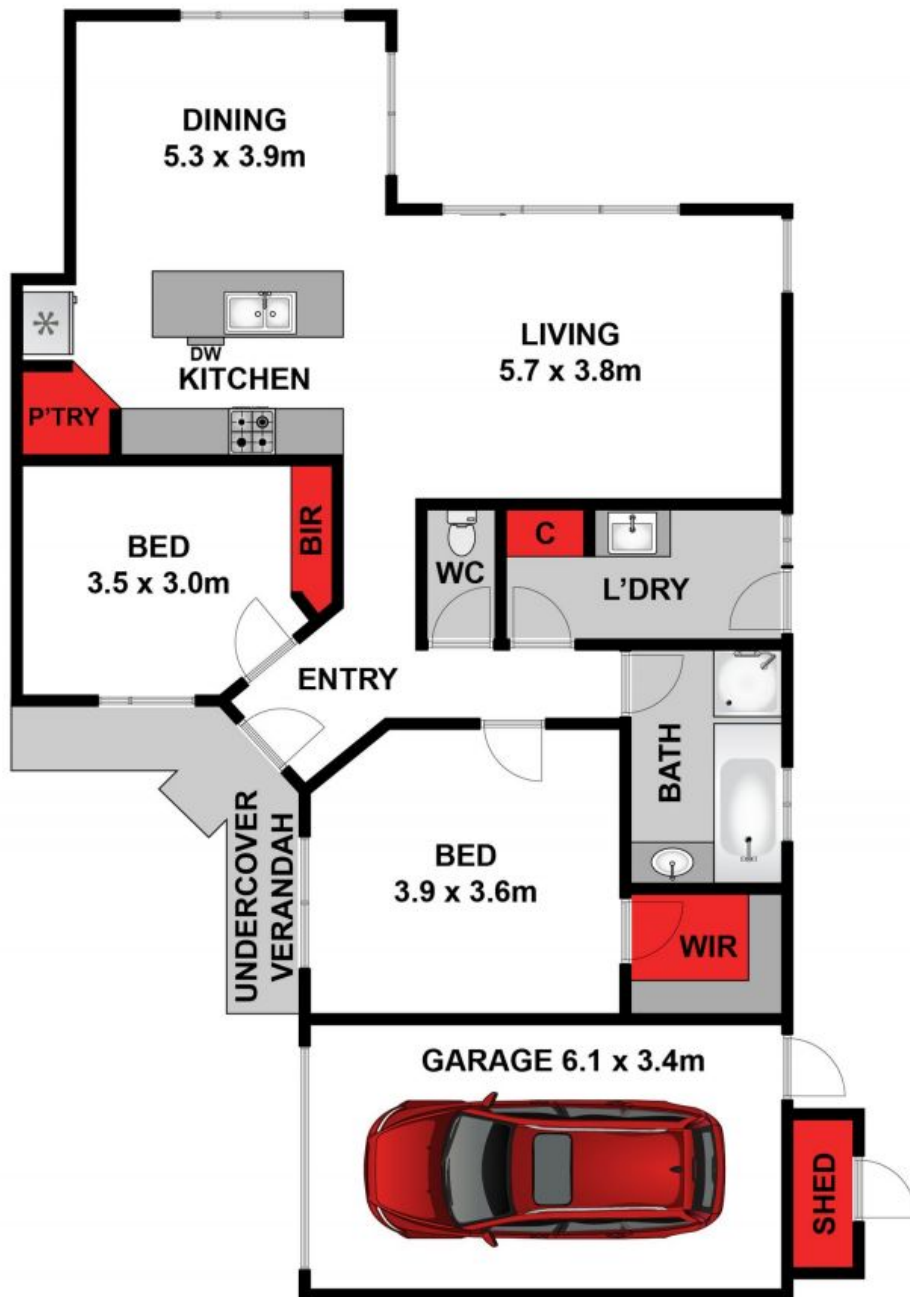 DINING
5.3 x 3.9m
LIVING
5.7 x 3.8m
DW
KITCHEN
P'TRY
BED
3.5 x 3.0m
BIR
WC
C
L'DRY
ENTRY
BATH
UNDERCOVER
VERANDAH
BED
3.9 x 3.6m
WIR
GARAGE 6.1 x 3.4m
SHED